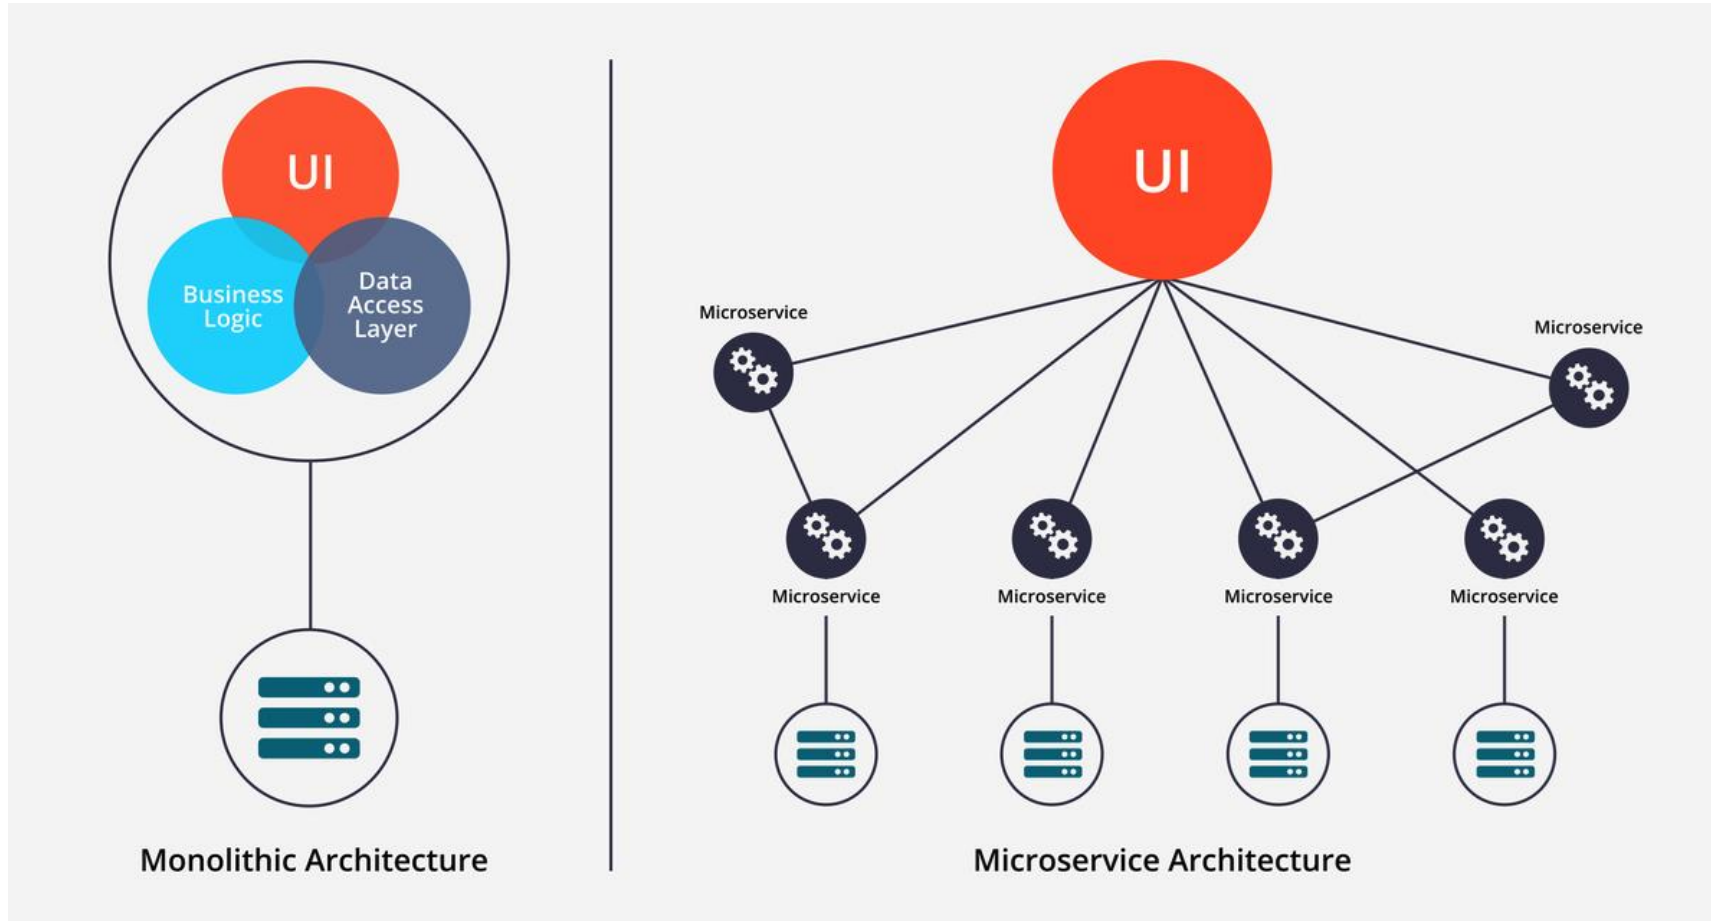 UI
Business
Logic
Data
Access
Layer
Monolithic Architecture
UI
Microservice
Microservice
Microservice
Microservice
Microservice
Microservice
Microservice Architecture